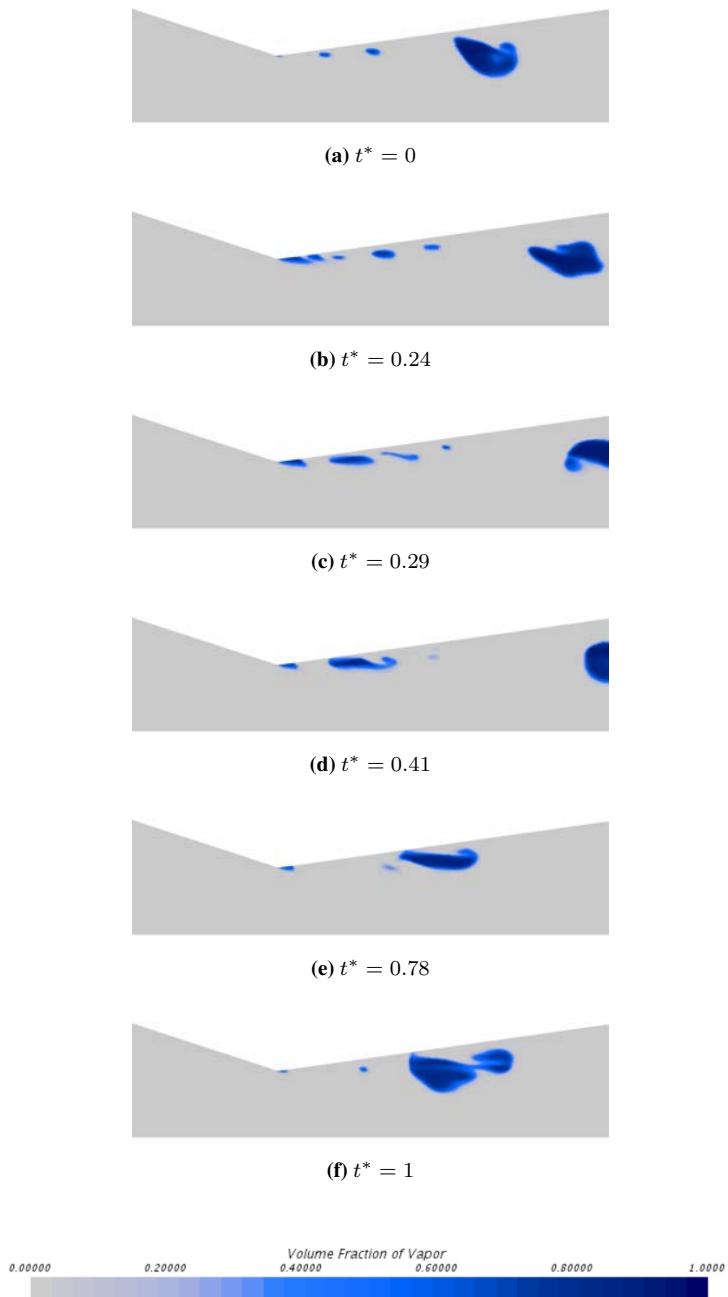 (a) t* = 0
(b) t* = 0.24
(c) t* = 0.29
(d) t* = 0.41
(e) t* = 0.78
(f) t* = 1
Volume Fraction of Vapor
0.00000 0.20000 0.40000 0.60000 0.80000 1.0000